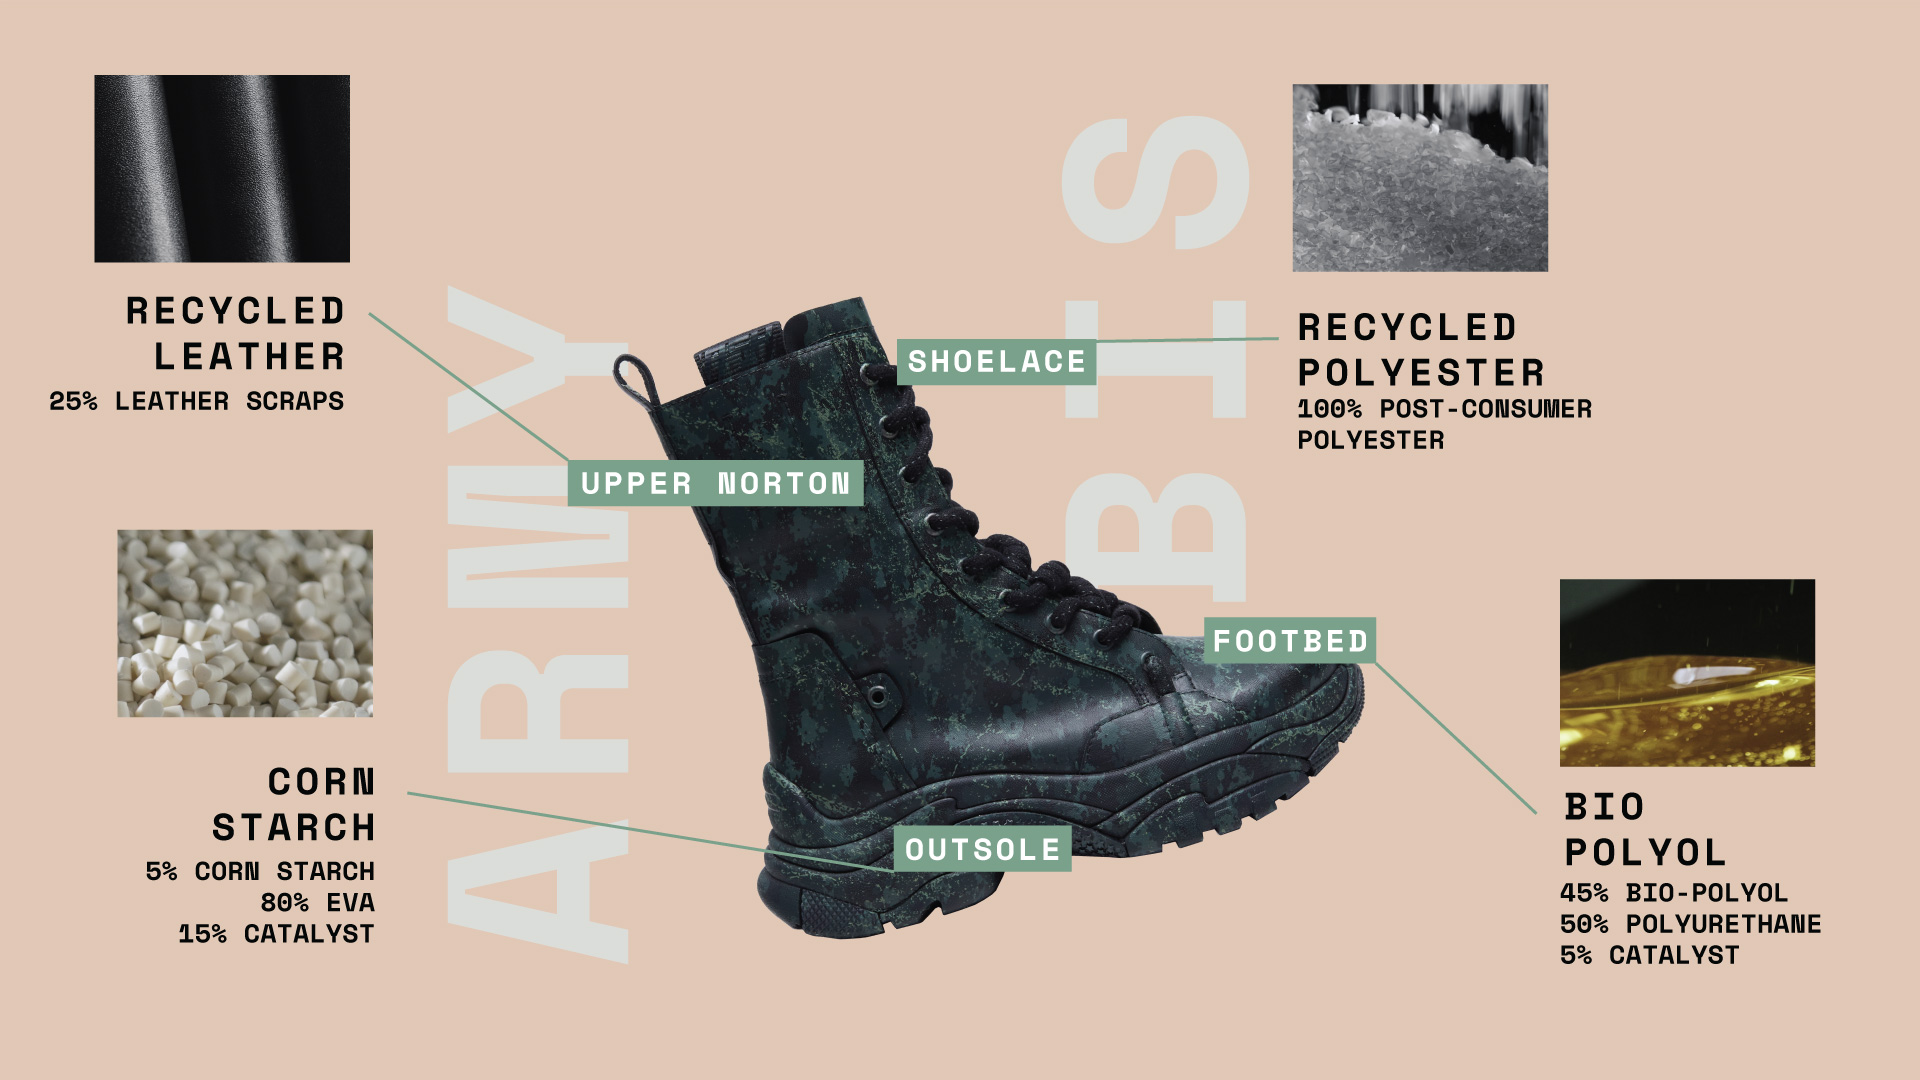 RECYCLED
LEATHER
25% LEATHER SCRAPS
CORN
STARCH
5% CORN STARCH
80% EVA
15% CATALYST
ARMY
BIS
UPPER NORTON
SHOELACE
FOOTBED
OUTSOLE
RECYCLED
POLYESTER
100% POST-CONSUMER
POLYESTER
BIO
POLYOL
45% BIO-POLYOL
50% POLYURETHANE
5% CATALYST